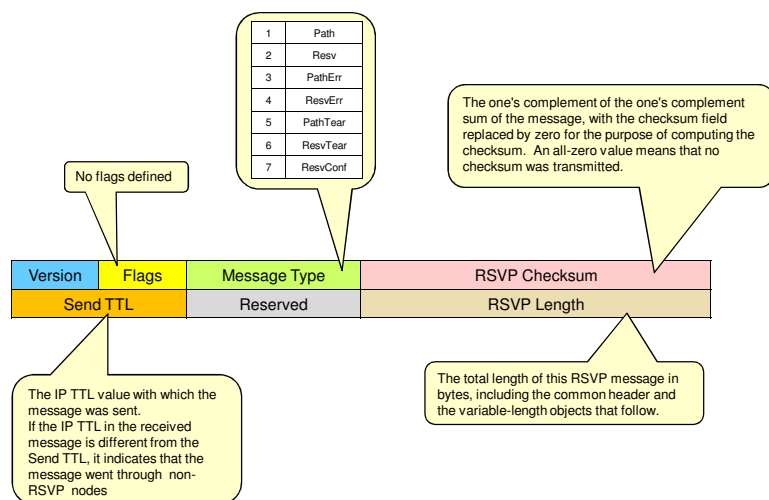 1 Path
2 Resv
3 PathErr
4 ResvErr
5 PathTear
6 ResvTear
7 ResvConf
The one's complement of the one's complement
sum of the message, with the checksum field
replaced by zero for the purpose of computing the
checksum. An all-zero value means that no
checksum was transmitted.
No flags defined
Version Flags Message Type RSVP Checksum
Send TTL Reserved RSVP Length
The IP TTL value with which the
message was sent.
If the IP TTL in the received
message is different from the
Send TTL, it indicates that the
message went through non-
RSVP nodes
The total length of this RSVP message in
bytes, including the common header and
the variable-length objects that follow.